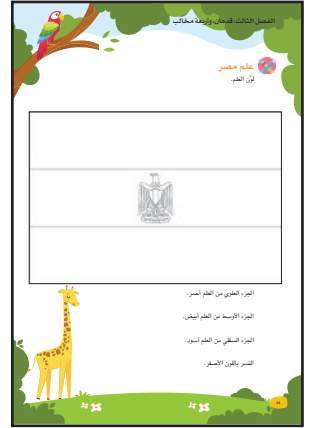 الفصل الثالث: قدمان وأربعة مخالب
علم مصر
لوّن العلم.
الجزء العلوي من العلم أحمر.
الجزء الأوسط من العلم أبيض.
الجزء السفلي من العلم أسود.
النسر باللون الأصفر.